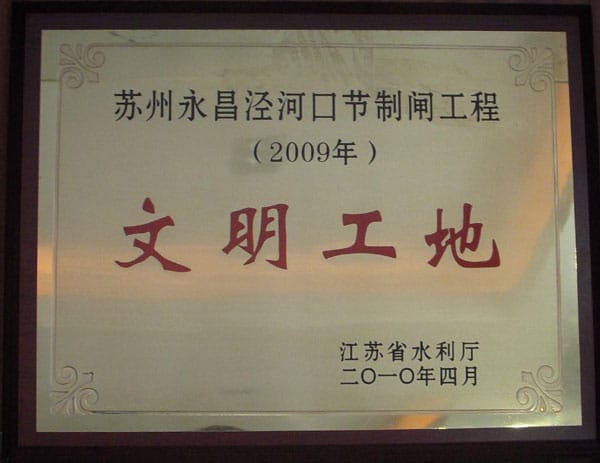 苏州永昌泾河口节制闸工程
（2009年）
文明工地
江苏省水利厅
二〇一〇年四月